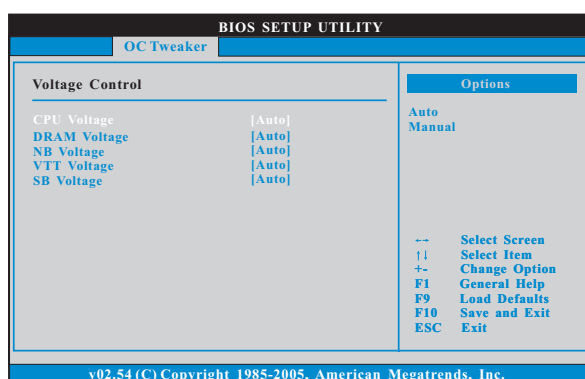 BIOS SETUP UTILITY
OC Tweaker
Voltage Control
CPU Voltage [Auto]
DRAM Voltage [Auto]
NB Voltage [Auto]
VTT Voltage [Auto]
SB Voltage [Auto]
Options
Auto
Manual
←→ Select Screen
↑↓ Select Item
+- Change Option
F1 General Help
F9 Load Defaults
F10 Save and Exit
ESC Exit
v02.54 (C) Copyright 1985-2005, American Megatrends, Inc.